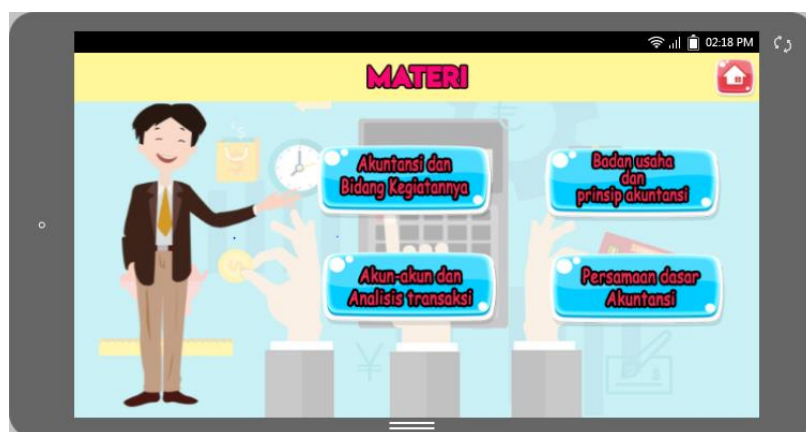 02:18 PM
MATERI
Akuntansi dan
Bidang Kegiatannya
Badan usaha
dan
prinsip akuntansi
Akun-akun dan
Analisis transaksi
Persamaan dasar
Akuntansi